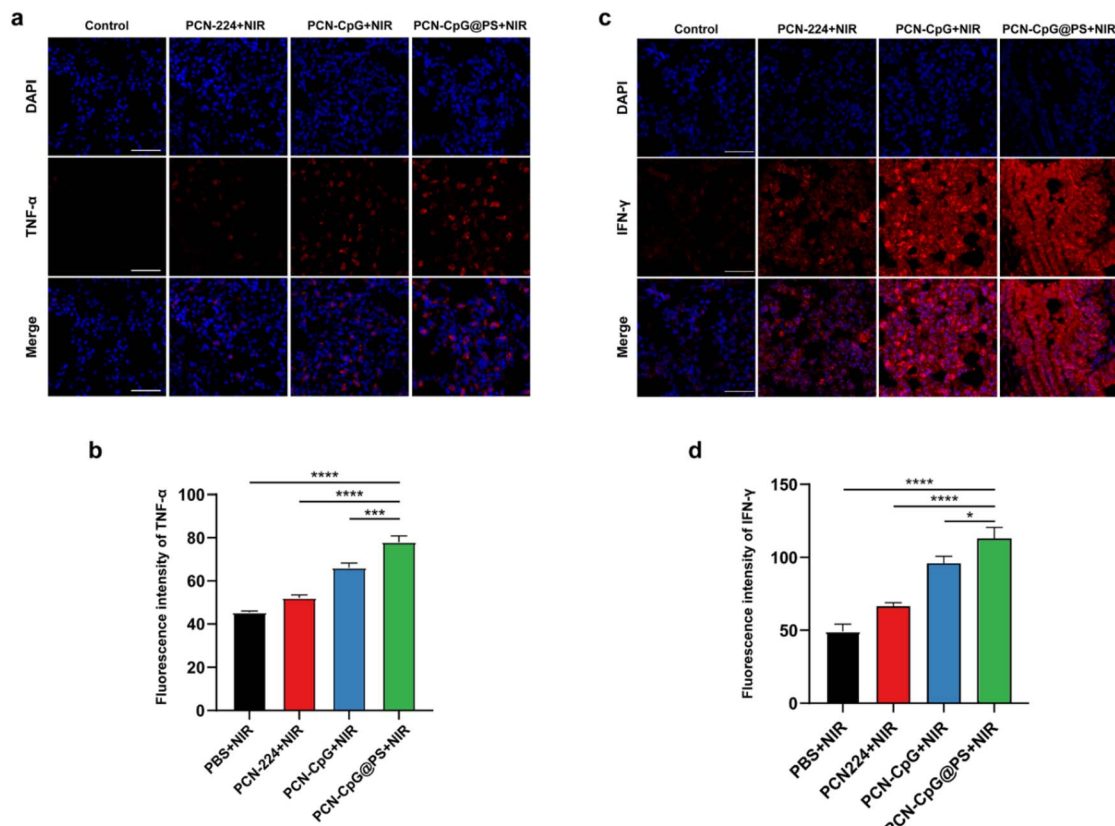 a
Control PCN-224+NIR PCN-CpG+NIR PCN-CpG@PS+NIR
DAPI
TNF-α
Merge
c
Control PCN-224+NIR PCN-CpG+NIR PCN-CpG@PS+NIR
DAPI
IFN-γ
Merge
b
Fluorescence intensity of TNF-α
100
80
60
40
20
0
****
****
***
PBS+NIR
PCN-224+NIR
PCN-CpG+NIR
PCN-CpG@PS+NIR
d
Fluorescence intensity of IFN-γ
150
100
50
0
****
****
*
PBS+NIR
PCN224+NIR
PCN-CpG+NIR
PCN-CpG@PS+NIR